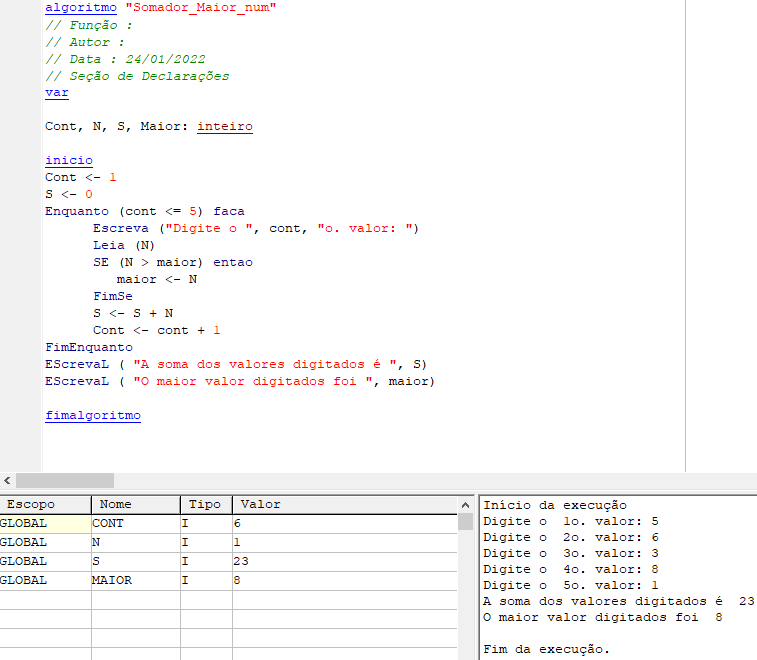 algoritmo "Somador_Maior_num"
// Função :
// Autor :
// Data : 24/01/2022
// Seção de Declarações
var
Cont, N, S, Maior: inteiro
inicio
Cont <- 1
S <- 0
Enquanto (cont <= 5) faca
Escreva ("Digite o ", cont, "o. valor: ")
Leia (N)
SE (N > maior) entao
maior <- N
FimSe
S <- S + N
Cont <- cont + 1
FimEnquanto
EScrevaL ( "A soma dos valores digitados é ", S)
EScrevaL ( "O maior valor digitados foi ", maior)
fimalgoritmo
Escopo Nome Tipo Valor
GLOBAL CONT I 6
GLOBAL N I 1
GLOBAL S I 23
GLOBAL MAIOR I 8
Início da execução
Digite o  1o. valor: 5
Digite o  2o. valor: 6
Digite o  3o. valor: 3
Digite o  4o. valor: 8
Digite o  5o. valor: 1
A soma dos valores digitados é  23
O maior valor digitados foi  8
Fim da execução.